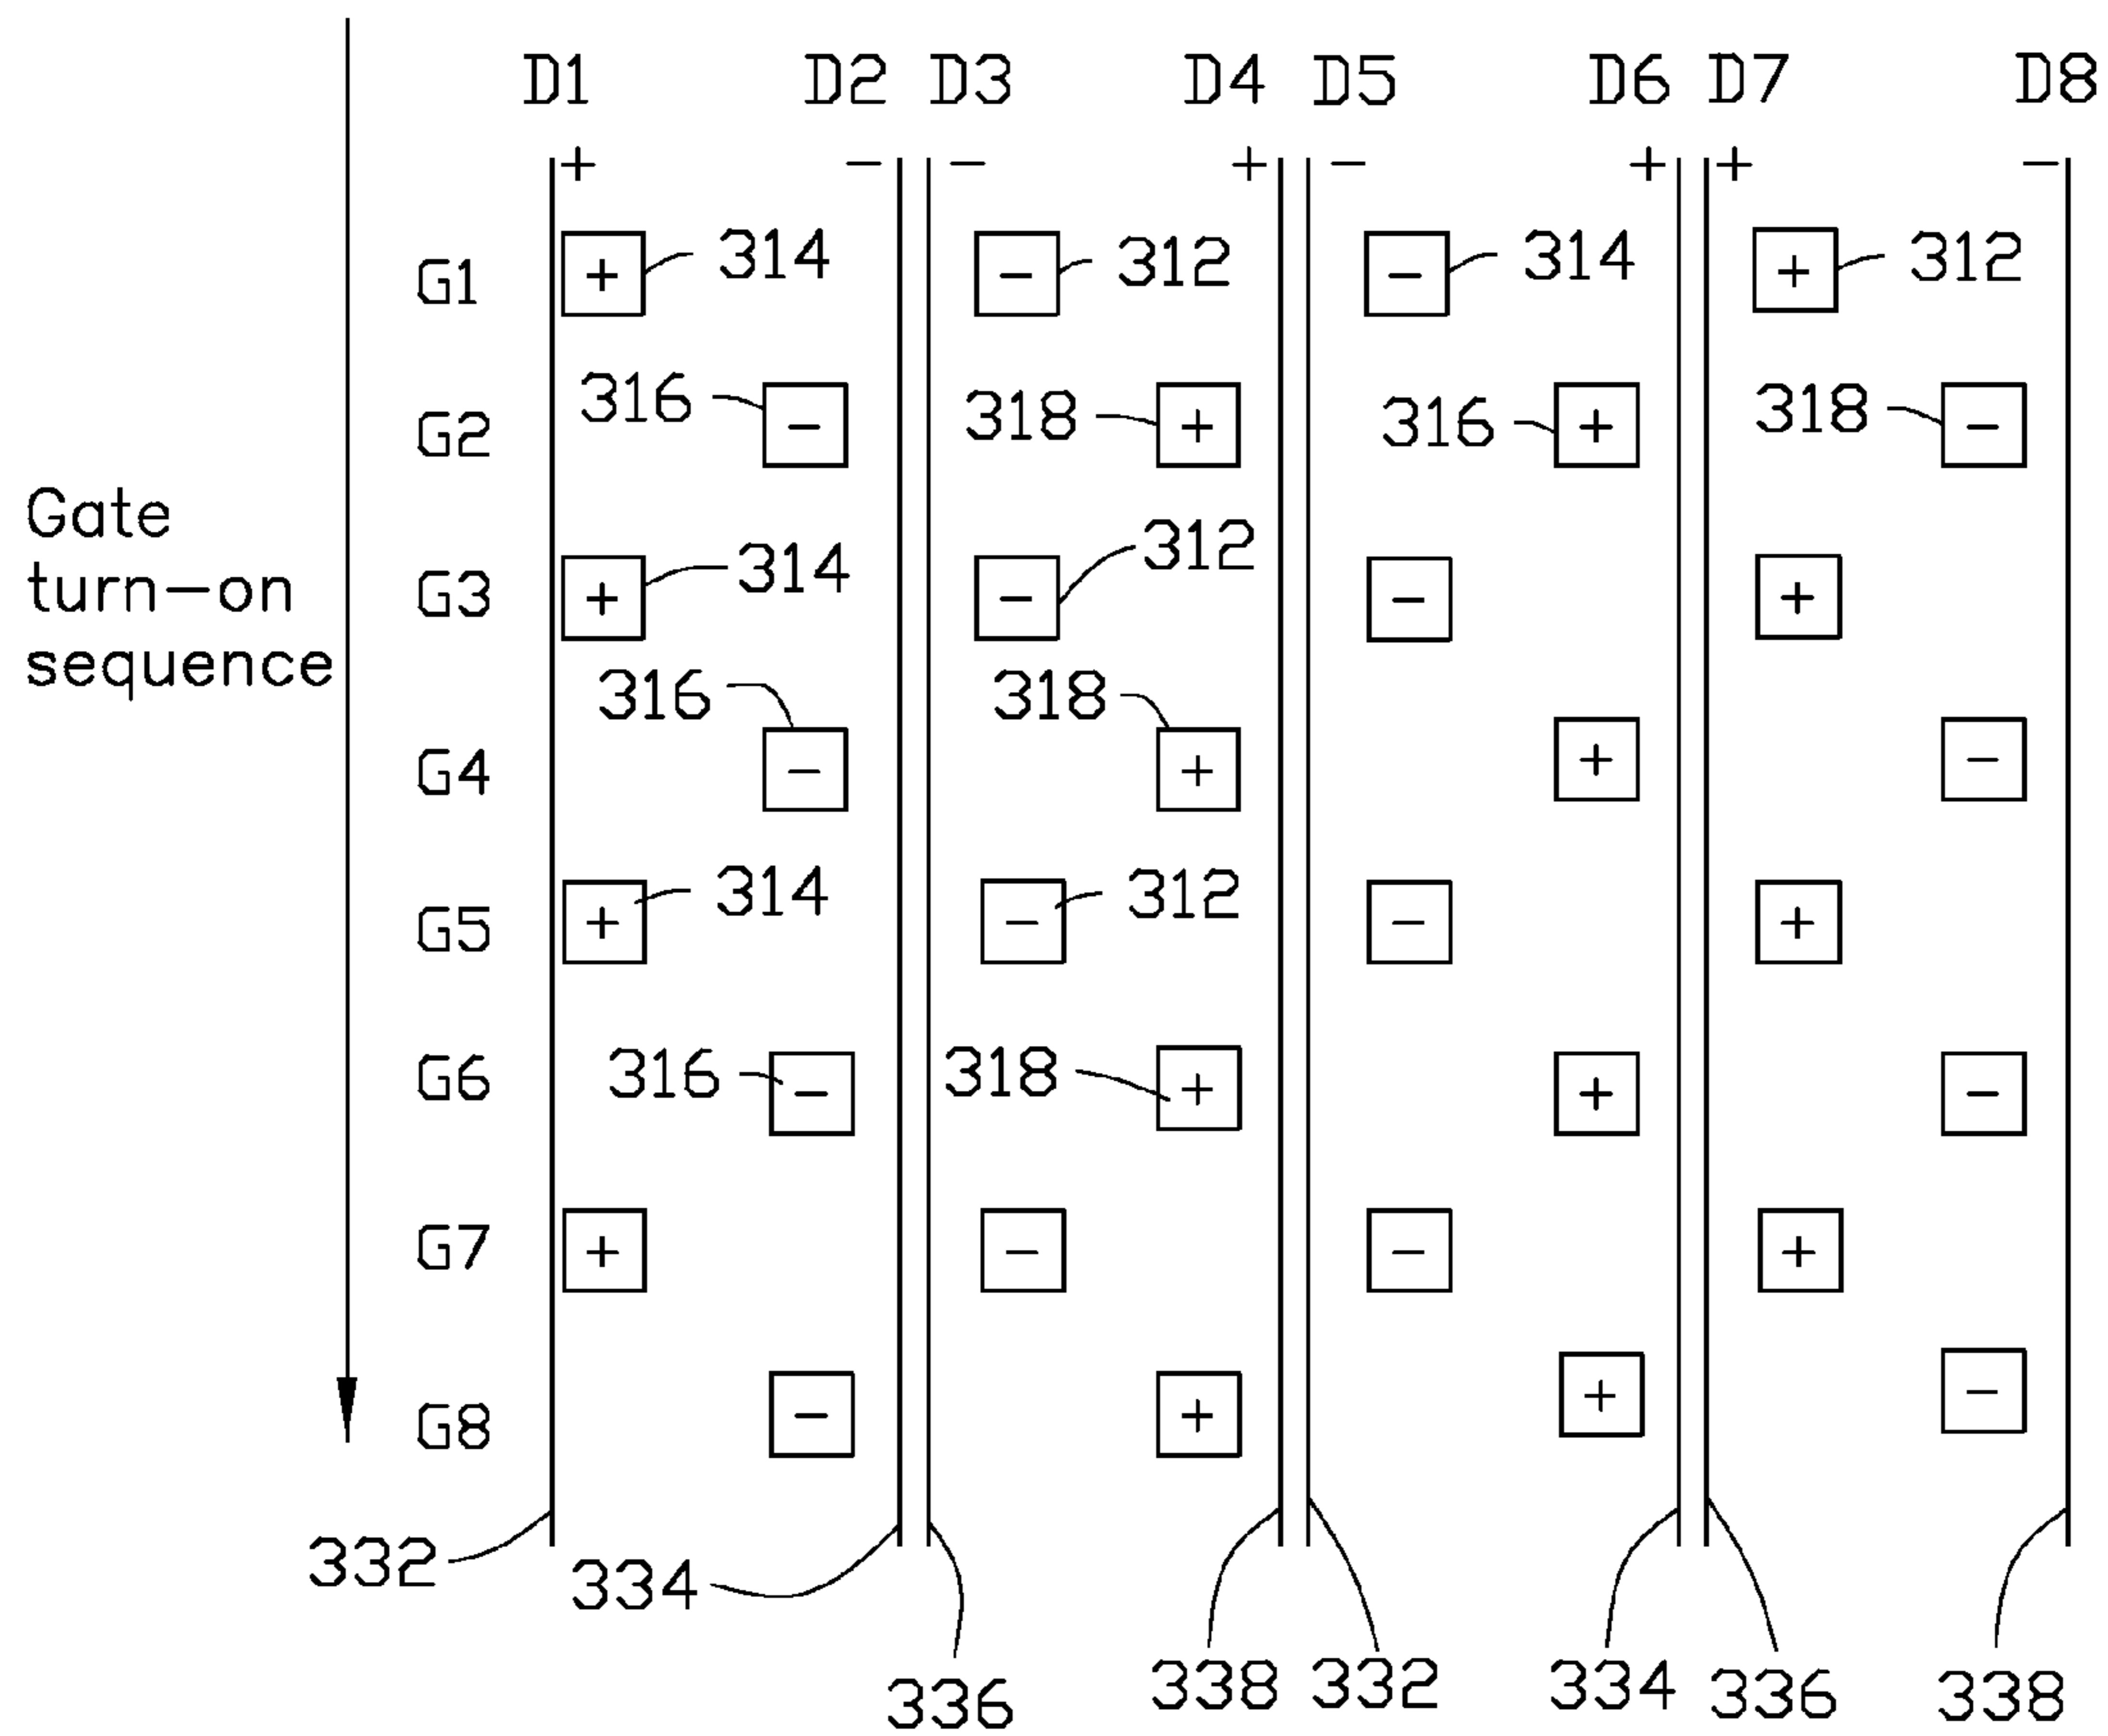 D1 D2 D3 D4 D5 D6 D7 D8
+ − − + − + + −
G1 + 314 − 312 − 314 + 312
G2 316 − 318 + 316 + 318 −
G3 + 314 − 312 − +
Gate
turn−on
sequence
G4 316 − 318 + + −
G5 + 314 − 312 − +
G6 316 − 318 + + −
G7 + − − +
G8 − + + −
332 334 336 338 332 334 336 338